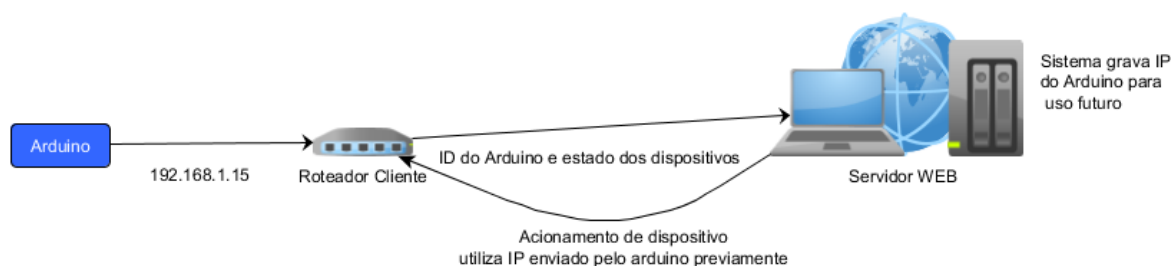 Arduino
192.168.1.15
Roteador Cliente
ID do Arduino e estado dos dispositivos
Servidor WEB
Sistema grava IP
do Arduino para
uso futuro
Acionamento de dispositivo
utiliza IP enviado pelo arduino previamente